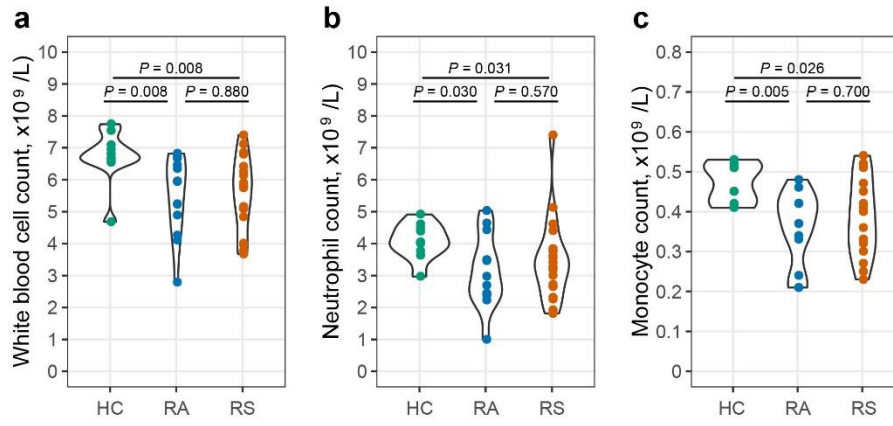 a
White blood cell count, x10⁹ /L)
10
9
8
7
6
5
4
3
2
1
0
P = 0.008
P = 0.008
P = 0.880
HC RA RS
b
Neutrophil count, x10⁹ /L)
10
9
8
7
6
5
4
3
2
1
0
P = 0.031
P = 0.030
P = 0.570
HC RA RS
c
Monocyte count, x10⁹ /L)
0.8
0.7
0.6
0.5
0.4
0.3
0.2
0.1
0
P = 0.026
P = 0.005
P = 0.700
HC RA RS